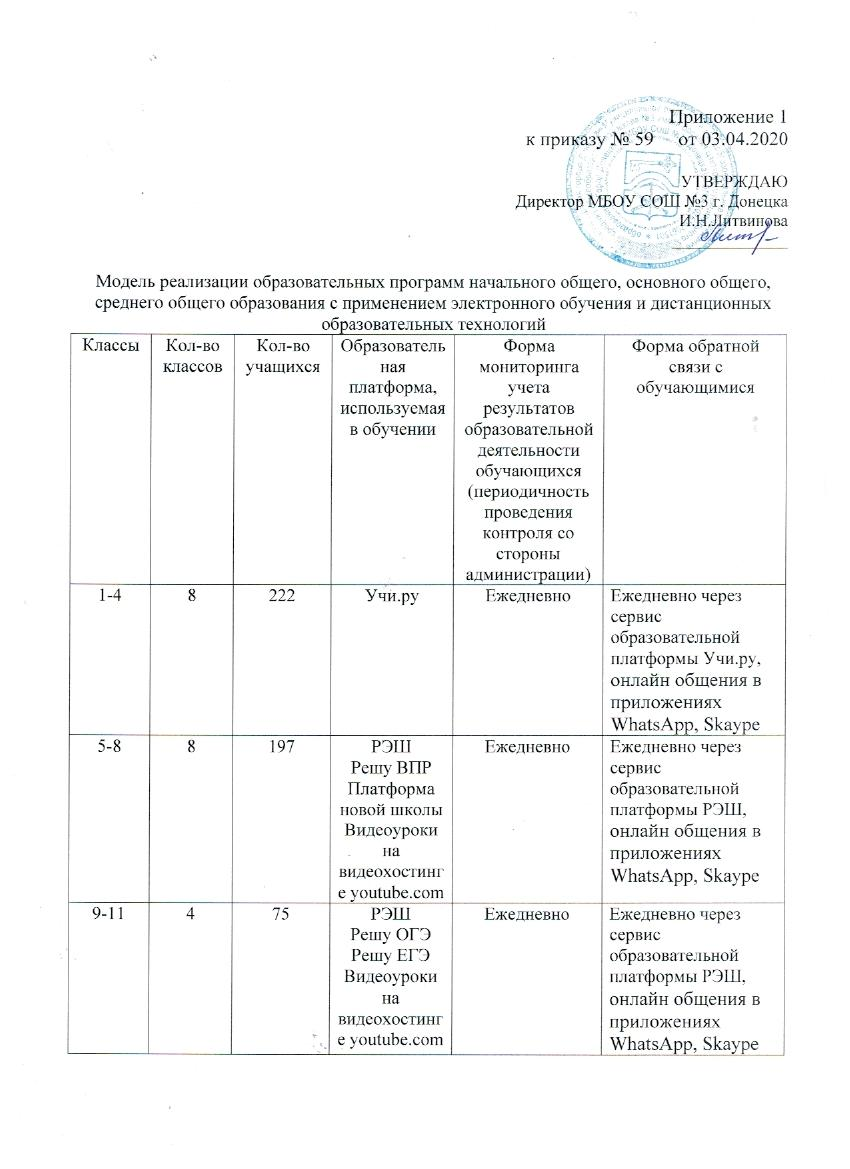 Приложение 1
к приказу № 59 от 03.04.2020
УТВЕРЖДАЮ
Директор МБОУ СОШ №3 г. Донецка
И.Н.Литвинова
Модель реализации образовательных программ начального общего, основного общего,
среднего общего образования с применением электронного обучения и дистанционных
образовательных технологий
Классы
Кол-во
классов
Кол-во
учащихся
Образователь
ная
платформа,
используемая
в обучении
Форма
мониторинга
учета
результатов
образовательной
деятельности
обучающихся
(периодичность
проведения
контроля со
стороны
администрации)
Форма обратной
связи с
обучающимися
1-4
8
222
Учи.ру
Ежедневно
Ежедневно через
сервис
образовательной
платформы Учи.ру,
онлайн общения в
приложениях
WhatsApp, Skaype
5-8
8
197
РЭШ
Решу ВПР
Платформа
новой школы
Видеоуроки
на
видеохостинг
е youtube.com
Ежедневно
Ежедневно через
сервис
образовательной
платформы РЭШ,
онлайн общения в
приложениях
WhatsApp, Skaype
9-11
4
75
РЭШ
Решу ОГЭ
Решу ЕГЭ
Видеоуроки
на
видеохостинг
е youtube.com
Ежедневно
Ежедневно через
сервис
образовательной
платформы РЭШ,
онлайн общения в
приложениях
WhatsApp, Skaype